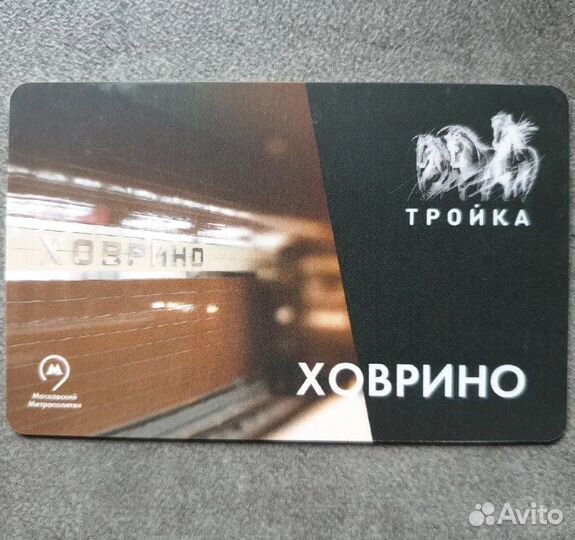 ТРОЙКА
ХОВРИНО
ХОВРИНО
Московский
Метрополитен
Avito